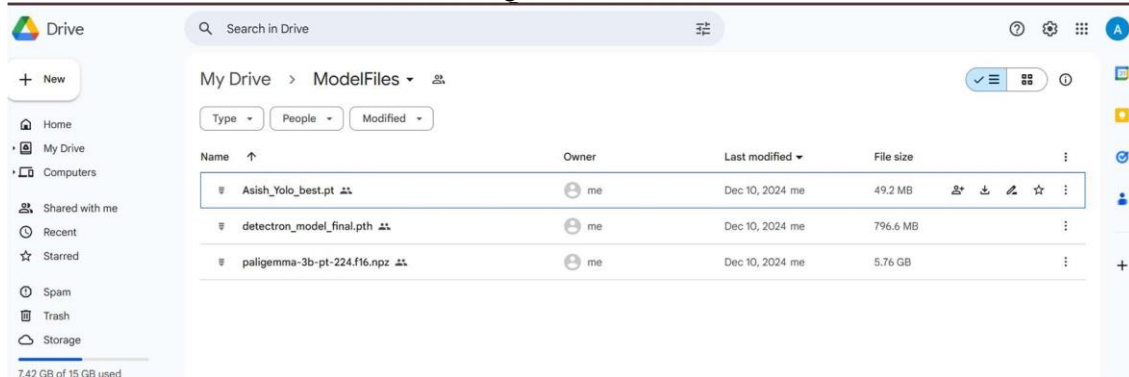 Drive
Search in Drive
A
New
My Drive > ModelFiles
Type People Modified
Home
My Drive
Computers
Shared with me
Recent
Starred
Spam
Trash
Storage
7.42 GB of 15 GB used
Name Owner Last modified File size
Asish_Yolo_best.pt me Dec 10, 2024 me 49.2 MB
detectron_model_final.pth me Dec 10, 2024 me 796.6 MB
paligemma-3b-pt-224.f16.npz me Dec 10, 2024 me 5.76 GB